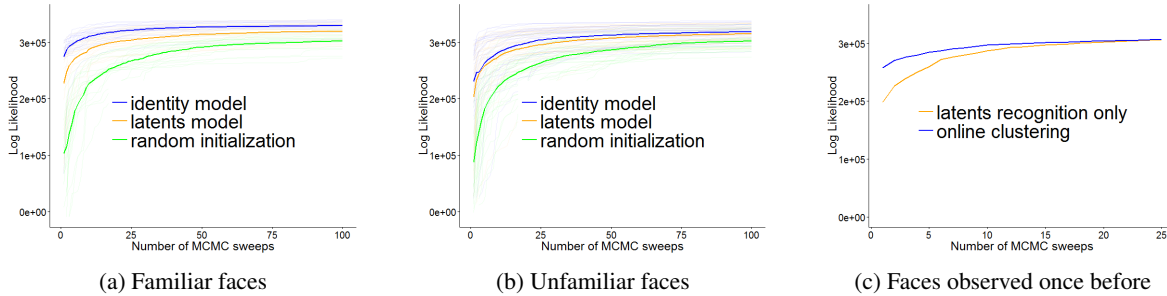 3e+05
2e+05
1e+05
0e+00
Log Likelihood
identity model
latents model
random initialization
0 25 50 75 100
Number of MCMC sweeps
(a) Familiar faces
3e+05
2e+05
1e+05
0e+00
Log Likelihood
identity model
latents model
random initialization
0 25 50 75 100
Number of MCMC sweeps
(b) Unfamiliar faces
3e+05
2e+05
1e+05
0e+00
Log Likelihood
latents recognition only
online clustering
0 5 10 15 20 25
Number of MCMC sweeps
(c) Faces observed once before